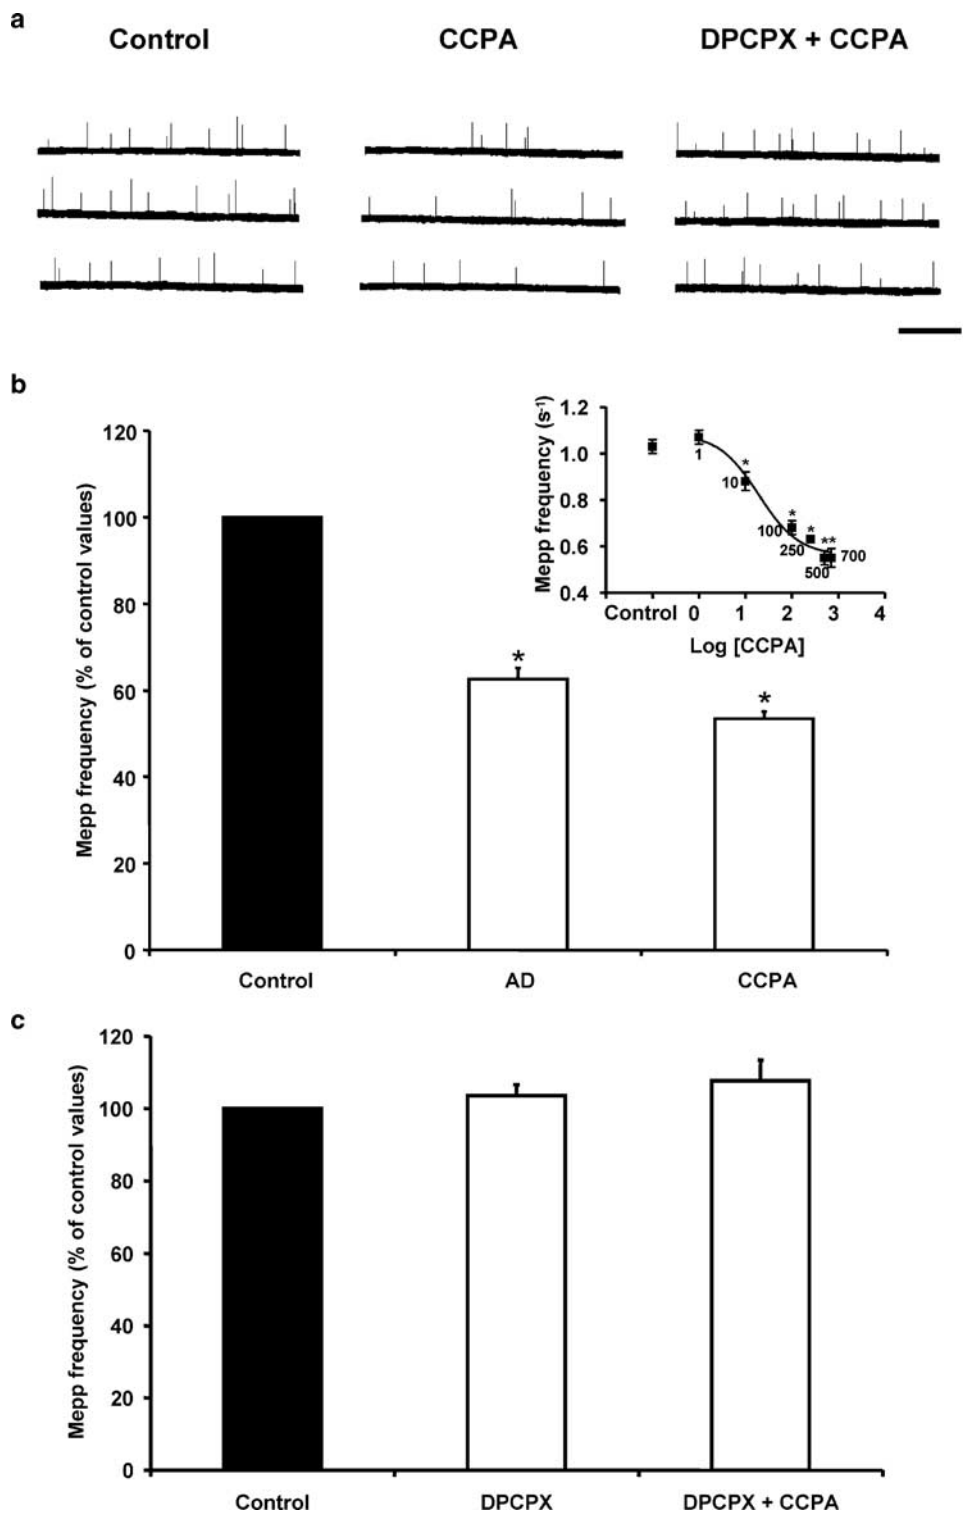 a
Control
CCPA
DPCPX + CCPA
b
Mepp frequency (% of control values)
120
100
80
60
40
20
0
*
*
Control
AD
CCPA
Mepp frequency (s-1)
1.2
1.0
0.8
0.6
0.4
1
*
10
*
100
*
250
**
500
700
Control 0 1 2 3 4
Log [CCPA]
c
Mepp frequency (% of control values)
120
100
80
60
40
20
0
Control
DPCPX
DPCPX + CCPA